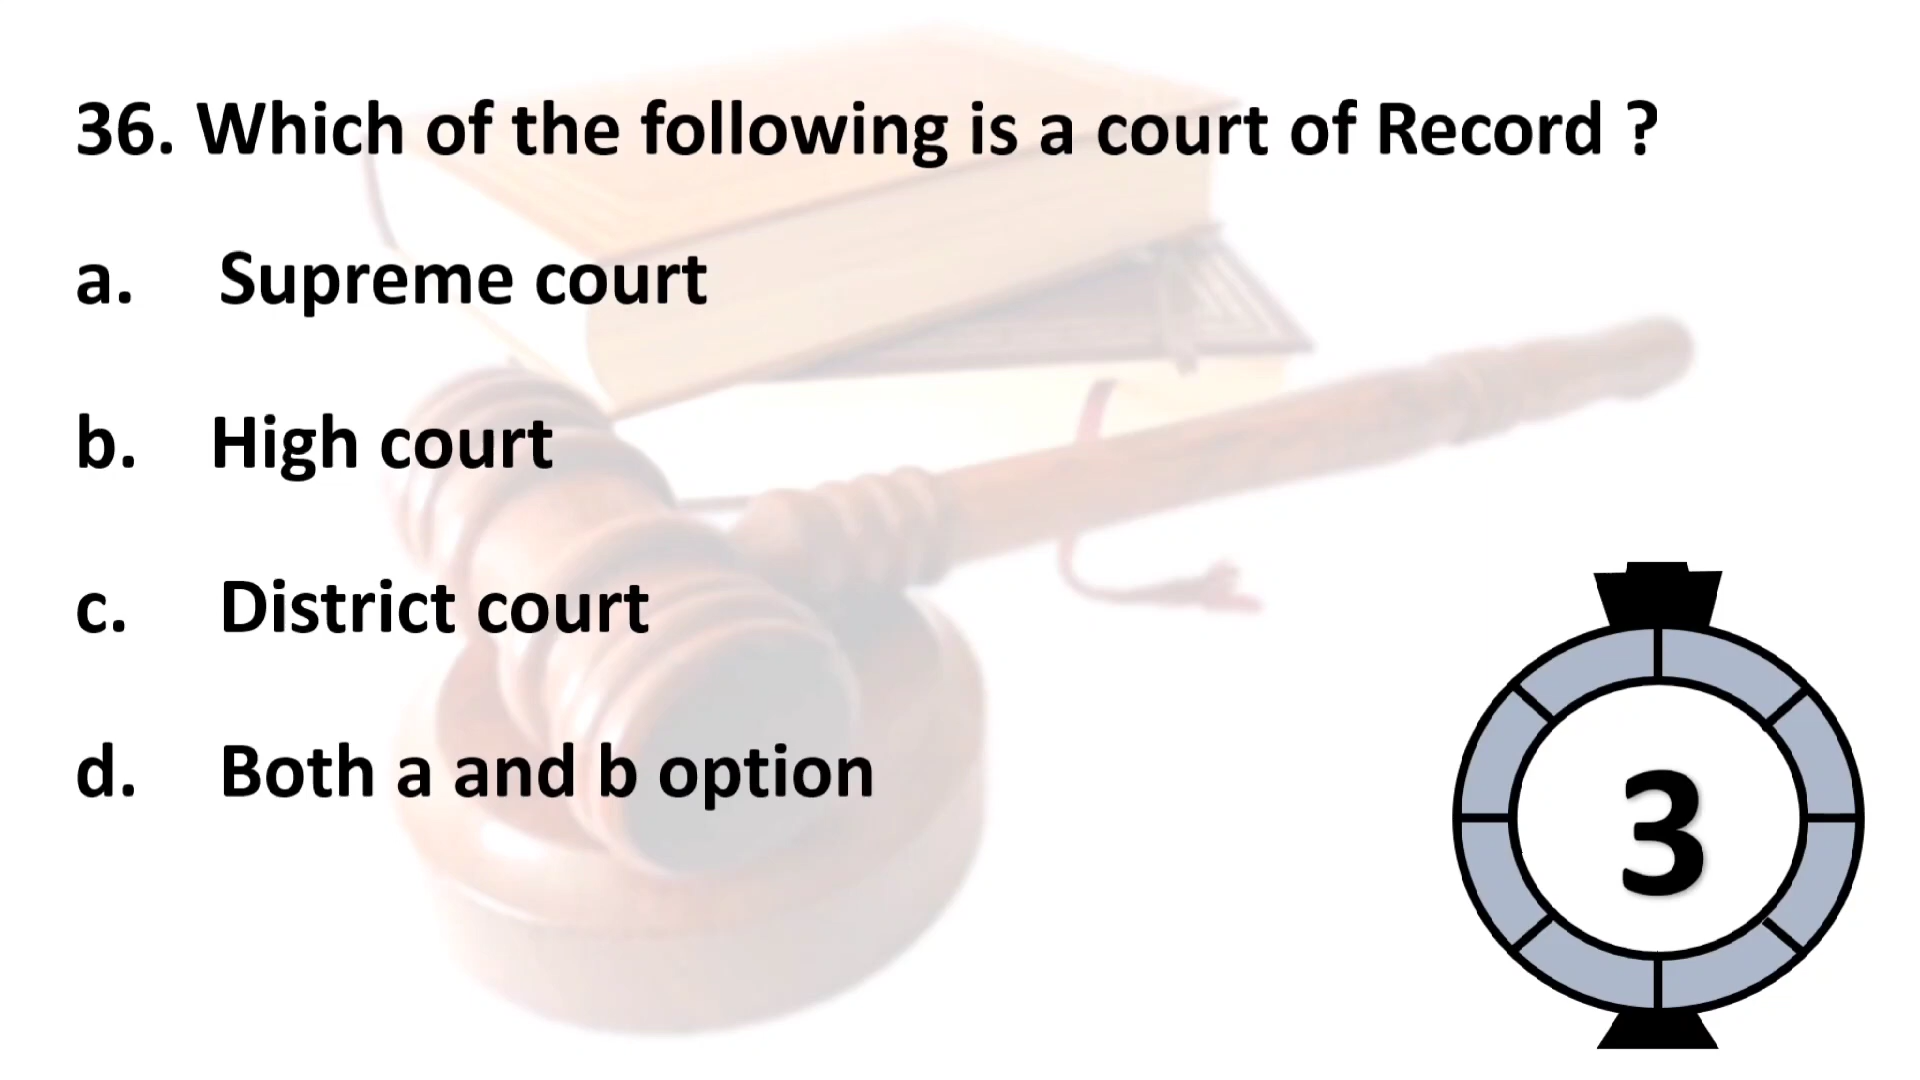 36. Which of the following is a court of Record ?
a. Supreme court
b. High court
c. District court
d. Both a and b option
3